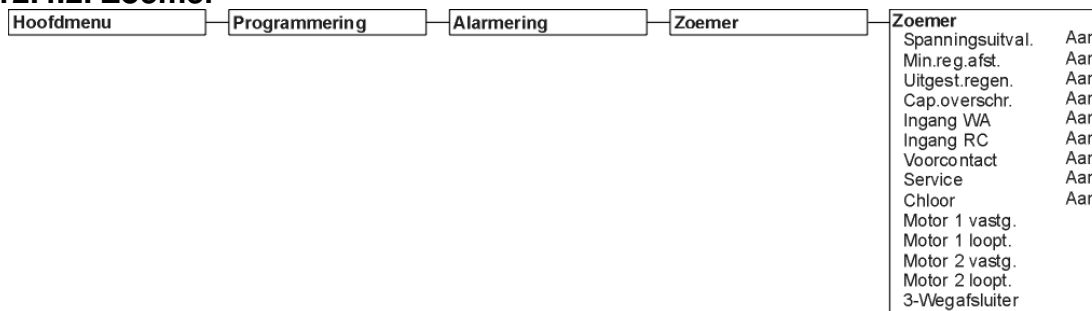 Hoofdmenu Programmering Alarmering Zoemer Zoemer
Spanningsuitval.
Min.reg.afst.
Uitgest.regen.
Cap.overschr.
Ingang WA
Ingang RC
Voorcontact
Service
Chloor
Motor 1 vastg.
Motor 1 loopt.
Motor 2 vastg.
Motor 2 loopt.
3-Wegafsluiter